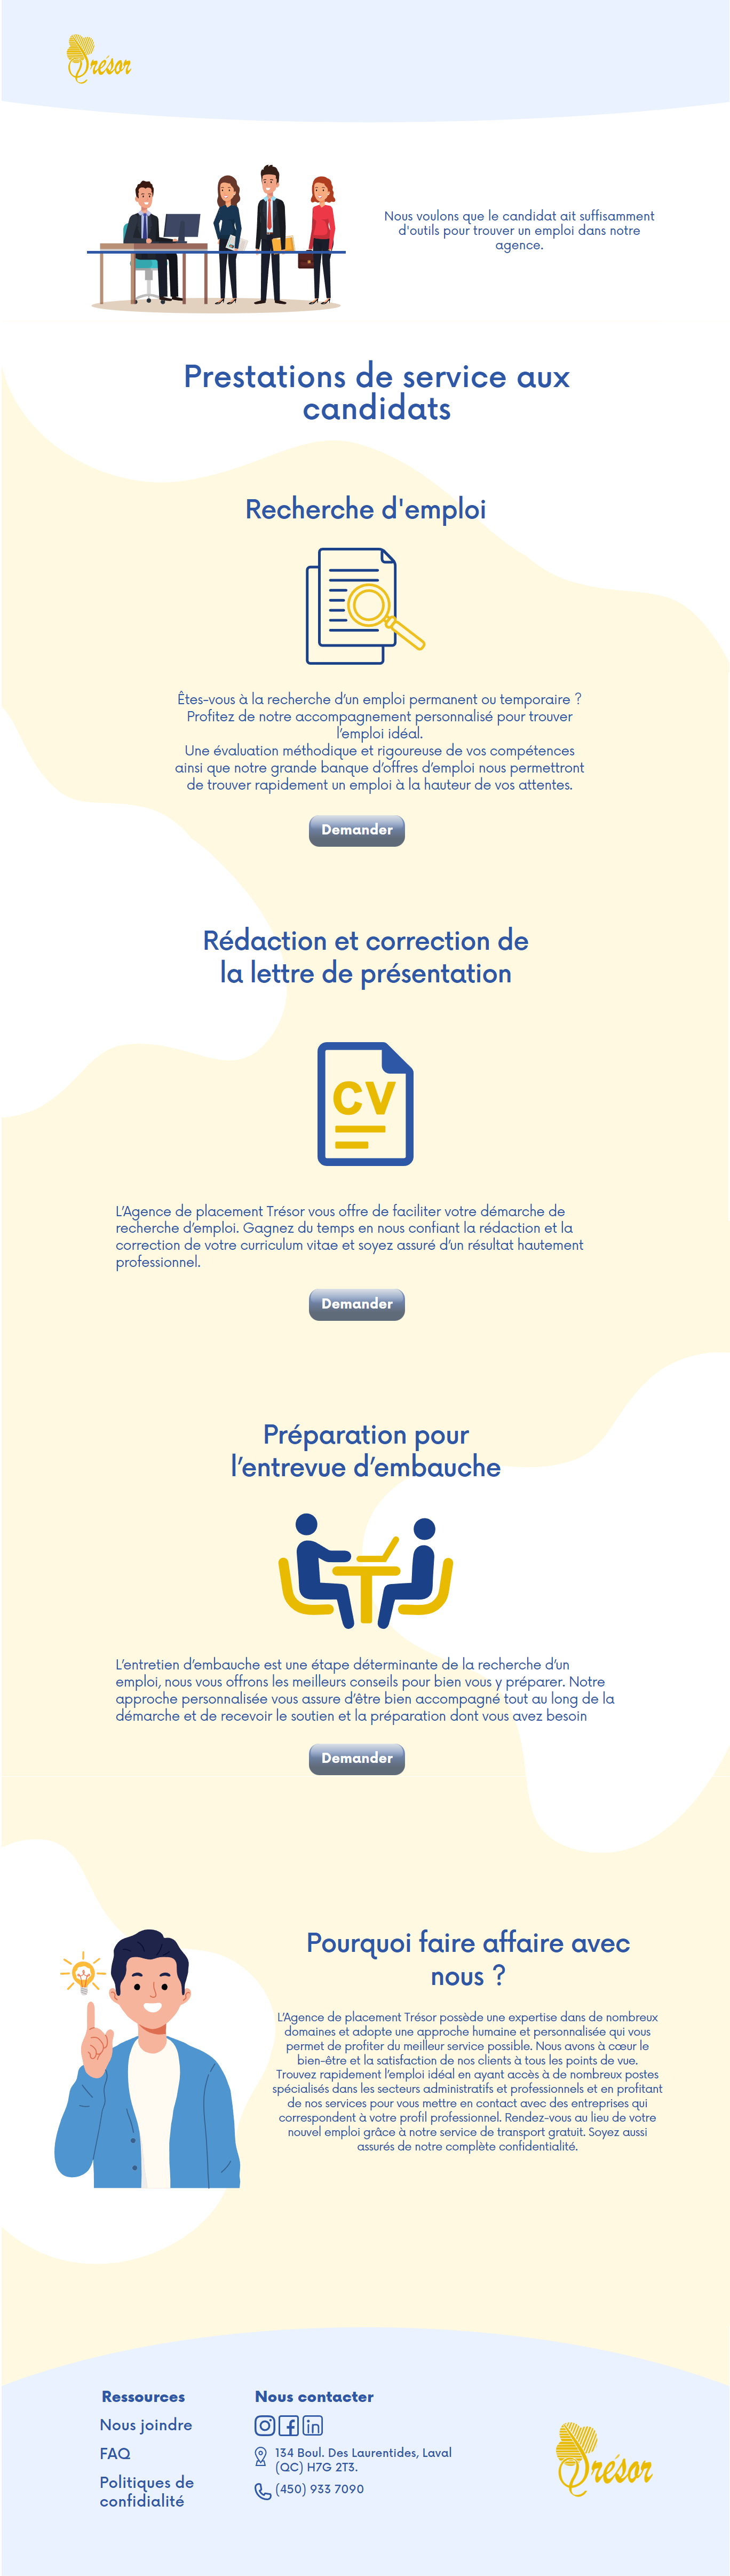 Trésor
Nous voulons que le candidat ait suffisamment
d'outils pour trouver un emploi dans notre
agence.
Prestations de service aux
candidats
Recherche d'emploi
Êtes-vous à la recherche d’un emploi permanent ou temporaire ?
Profitez de notre accompagnement personnalisé pour trouver
l’emploi idéal.
Une évaluation méthodique et rigoureuse de vos compétences
ainsi que notre grande banque d’offres d’emploi nous permettront
de trouver rapidement un emploi à la hauteur de vos attentes.
Demander
Rédaction et correction de
la lettre de présentation
CV
L’Agence de placement Trésor vous offre de faciliter votre démarche de
recherche d’emploi. Gagnez du temps en nous confiant la rédaction et la
correction de votre curriculum vitae et soyez assuré d’un résultat hautement
professionnel.
Demander
Préparation pour
l’entrevue d’embauche
L’entretien d’embauche est une étape déterminante de la recherche d’un
emploi, nous vous offrons les meilleurs conseils pour bien vous y préparer. Notre
approche personnalisée vous assure d’être bien accompagné tout au long de la
démarche et de recevoir le soutien et la préparation dont vous avez besoin
Demander
Pourquoi faire affaire avec
nous ?
L’Agence de placement Trésor possède une expertise dans de nombreux
domaines et adopte une approche humaine et personnalisée qui vous
permet de profiter du meilleur service possible. Nous avons à cœur le
bien-être et la satisfaction de nos clients à tous les points de vue.
Trouvez rapidement l’emploi idéal en ayant accès à de nombreux postes
spécialisés dans les secteurs administratifs et professionnels et en profitant
de nos services pour vous mettre en contact avec des entreprises qui
correspondent à votre profil professionnel. Rendez-vous au lieu de votre
nouvel emploi grâce à notre service de transport gratuit. Soyez aussi
assurés de notre complète confidentialité.
Ressources
Nous joindre
FAQ
Politiques de
confidialité
Nous contacter
in
134 Boul. Des Laurentides, Laval
(QC) H7G 2T3.
(450) 933 7090
Trésor